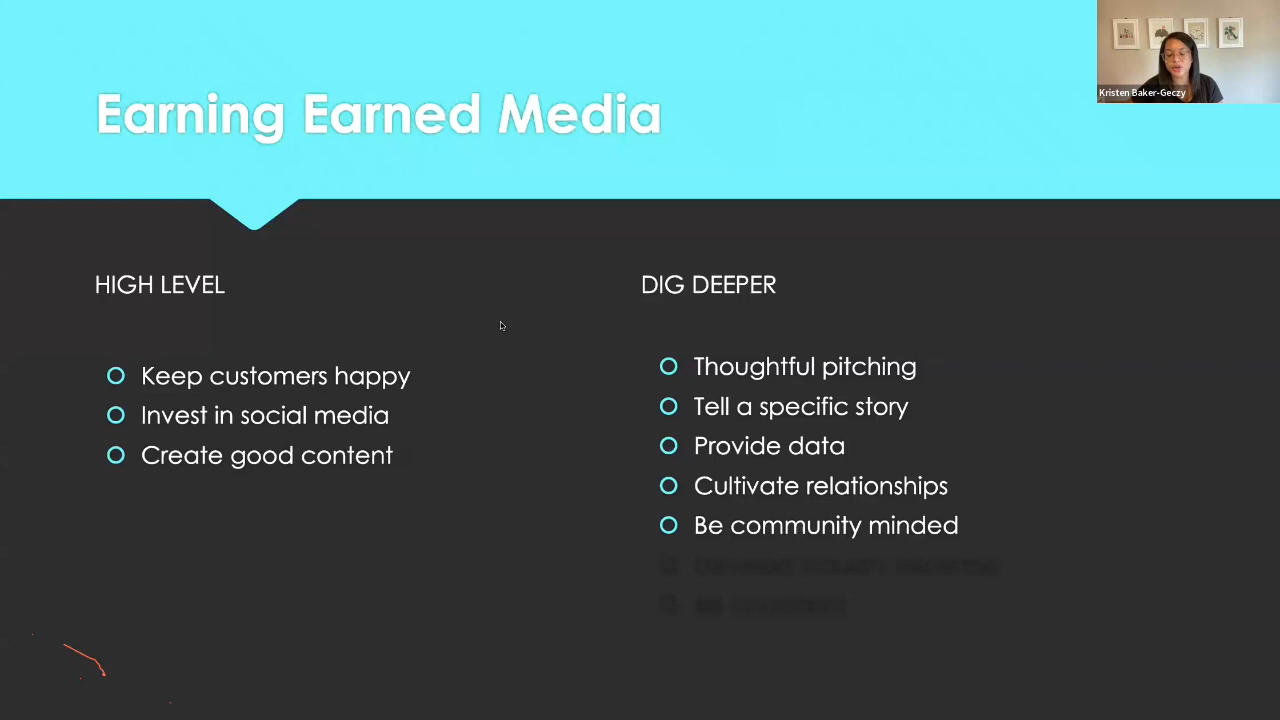 Earning Earned Media
Kristen Baker-Geczy
HIGH LEVEL
Keep customers happy
Invest in social media
Create good content
DIG DEEPER
Thoughtful pitching
Tell a specific story
Provide data
Cultivate relationships
Be community minded